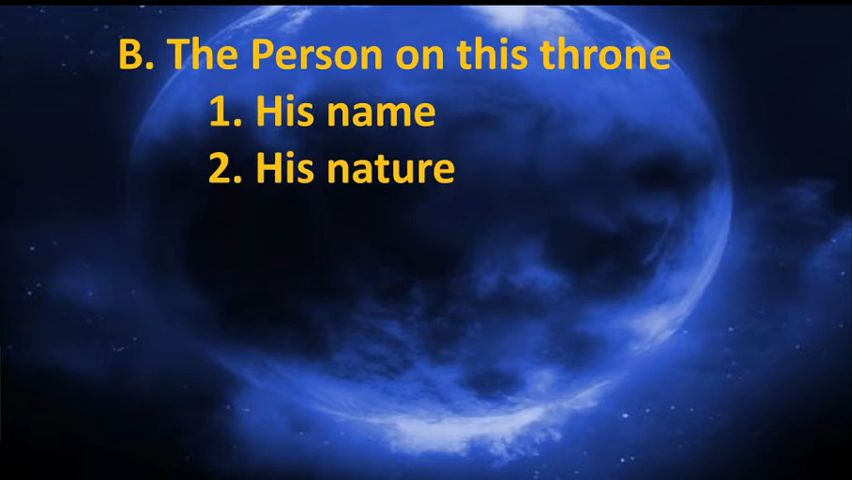 B. The Person on this throne
1. His name
2. His nature